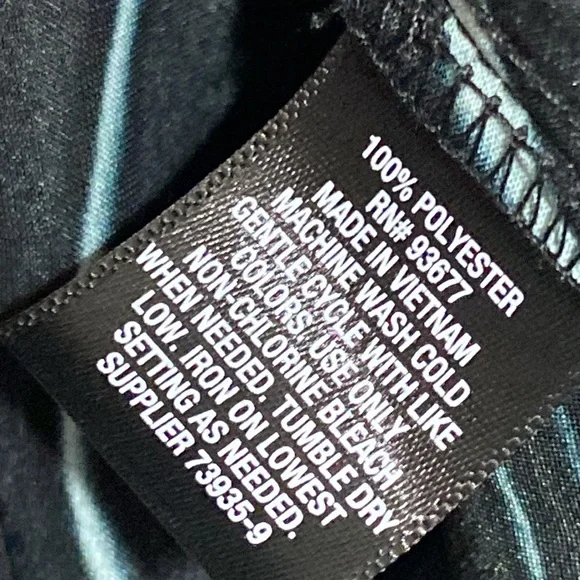 100% POLYESTER
RN# 93677
MADE IN VIETNAM
MACHINE WASH COLD
GENTLE CYCLE WITH LIKE
COLORS. USE ONLY
NON-CHLORINE BLEACH
WHEN NEEDED. TUMBLE DRY
LOW. IRON ON LOWEST
SETTING AS NEEDED.
SUPPLIER 73935-9